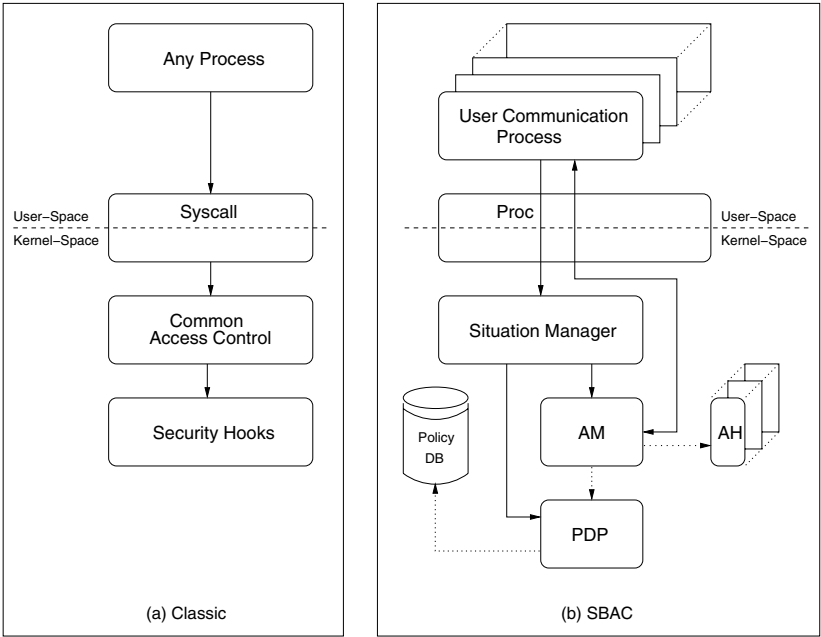 Any Process
Syscall
User-Space
Kernel-Space
Common
Access Control
Security Hooks
(a) Classic
User Communication
Process
Proc
User-Space
Kernel-Space
Situation Manager
Policy
DB
AM
AH
PDP
(b) SBAC